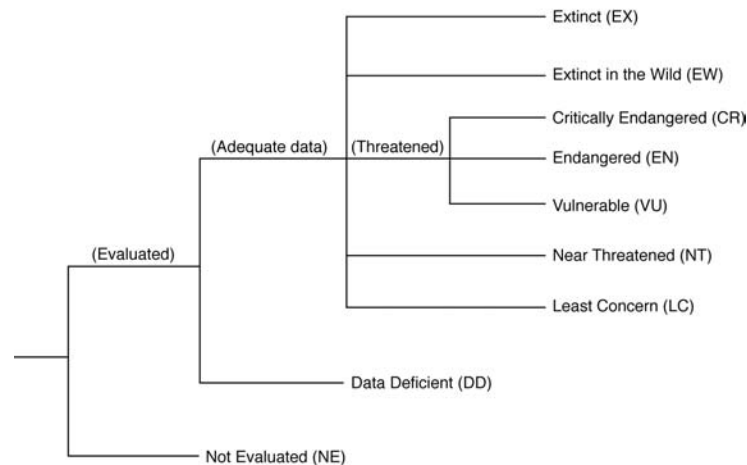 Extinct (EX)
Extinct in the Wild (EW)
Critically Endangered (CR)
(Adequate data)
(Threatened)
Endangered (EN)
Vulnerable (VU)
(Evaluated)
Near Threatened (NT)
Least Concern (LC)
Data Deficient (DD)
Not Evaluated (NE)